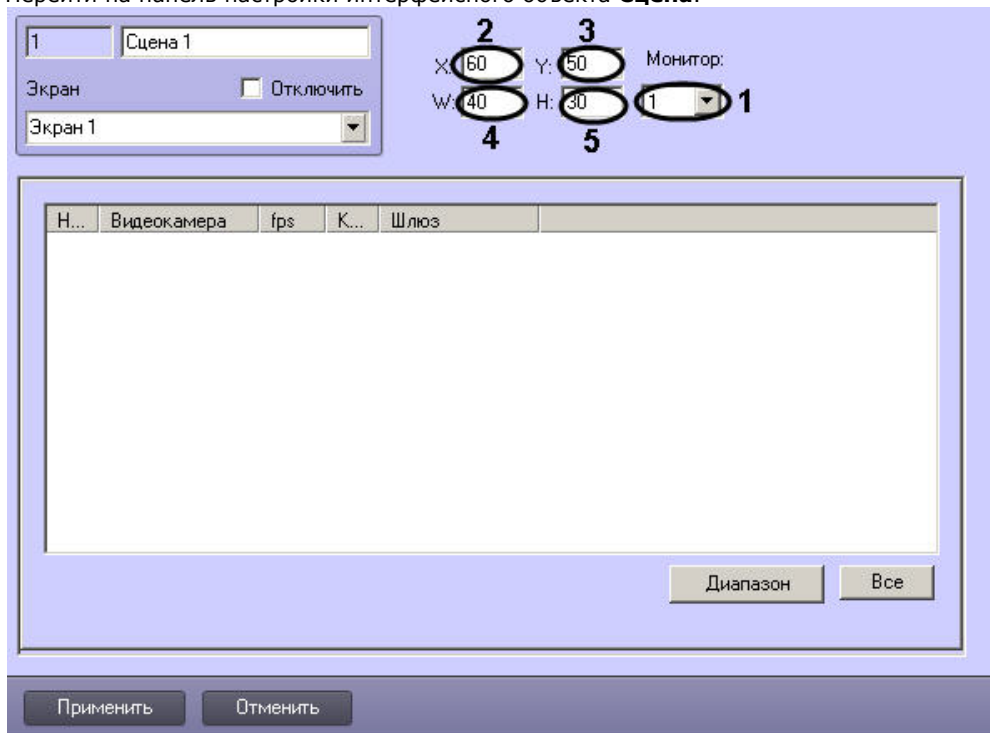 Перейти на панель настройки интерфейсного объекта Сцена.
1 Сцена 1
Экран Отключить
Экран 1
2 3
X: 60 Y: 50 Монитор:
W: 40 H: 30 1 1
4 5
Н... Видеокамера fps К... Шлюз
Диапазон Все
Применить Отменить